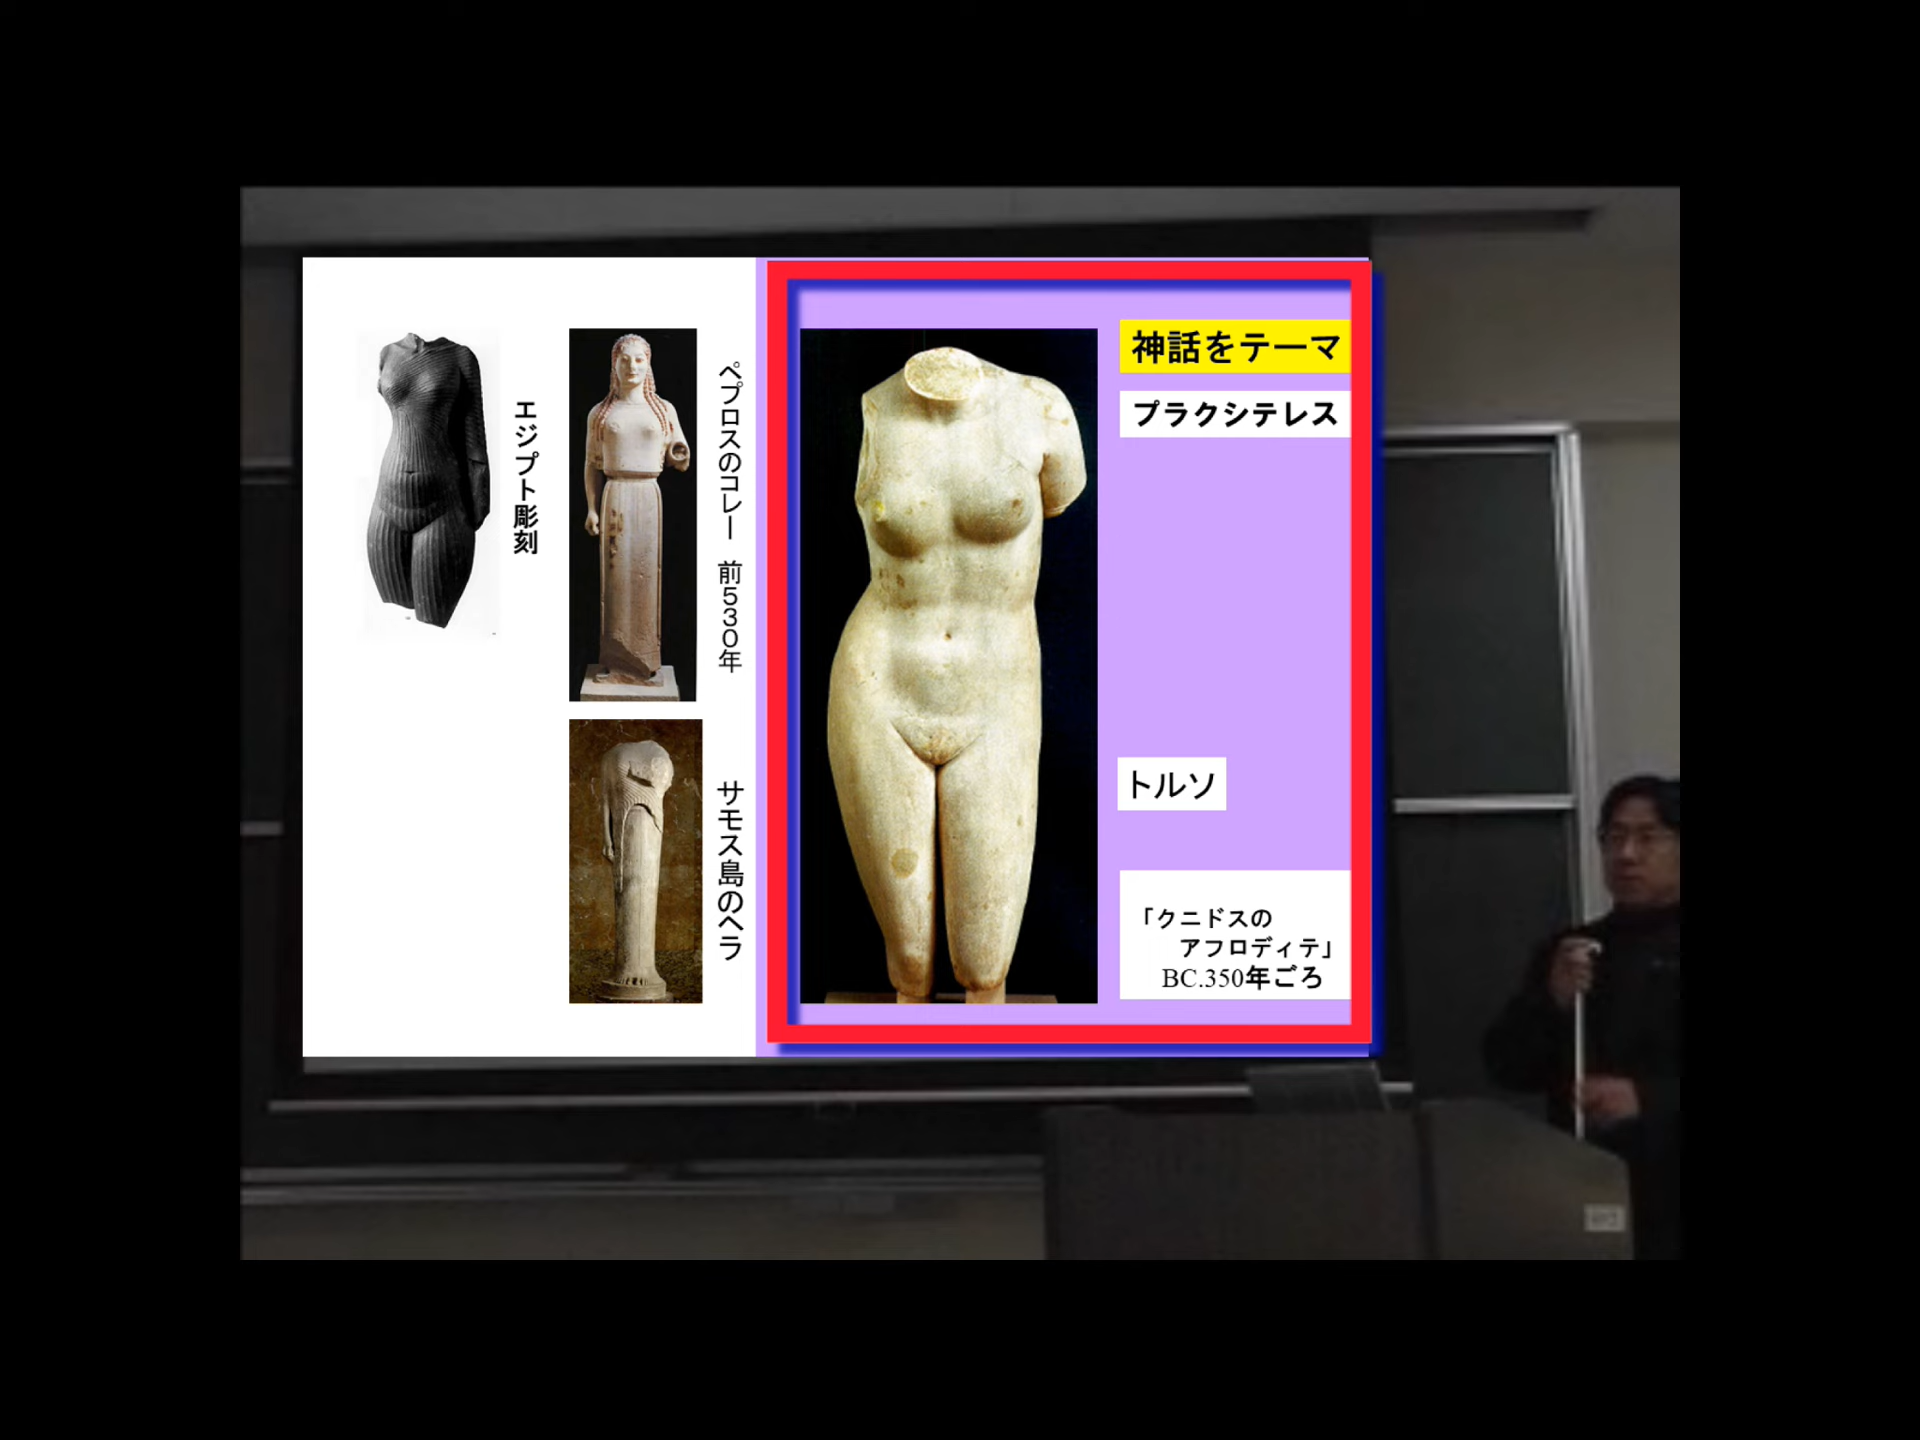 エジプト彫刻
ペプロスのコレー　前530年
サモス島のヘラ
神話をテーマ
プラクシテレス
トルソ
「クニドスの
アフロディテ」
BC.350年ごろ